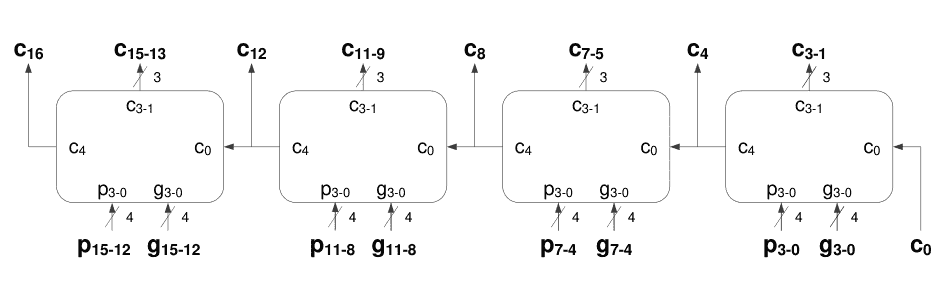 c16 c15-13 c12 c11-9 c8 c7-5 c4 c3-1
3 3 3 3
c3-1 c3-1 c3-1 c3-1
c4 c0 c4 c0 c4 c0 c4 c0
p3-0 g3-0 p3-0 g3-0 p3-0 g3-0 p3-0 g3-0
4 4 4 4 4 4 4 4
p15-12 g15-12 p11-8 g11-8 p7-4 g7-4 p3-0 g3-0 c0